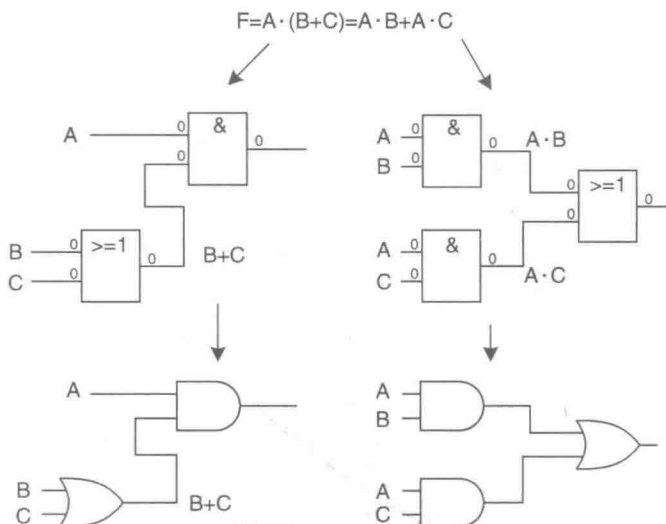 F=A·(B+C)=A·B+A·C
A 0 & 0
0
B 0 >=1 0 B+C
C 0
A 0 & 0 A·B
B 0
0 >=1 0
0
A 0 & 0 A·C
C 0
A
B
C
B+C
A
B
A
C